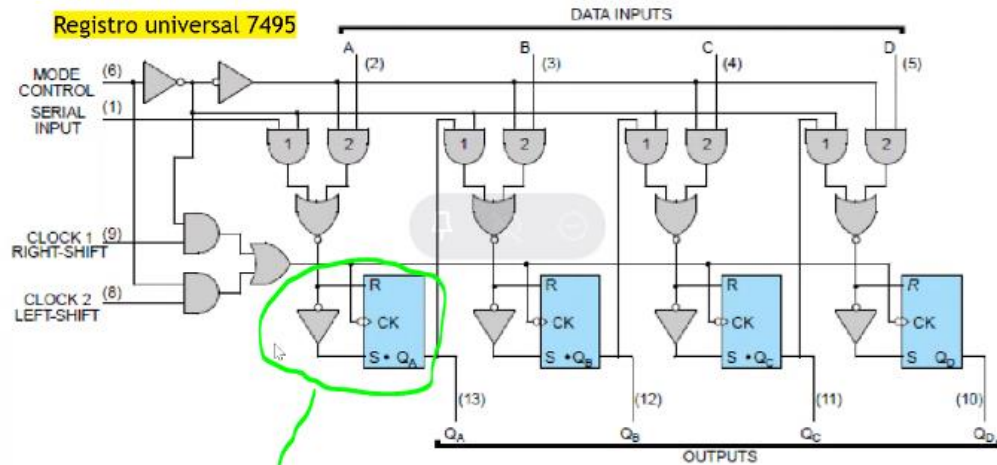 Registro universal 7495
DATA INPUTS
A B C D
(2) (3) (4) (5)
MODE CONTROL (6)
SERIAL INPUT (1)
1 2 1 2 1 2 1 2
CLOCK 1 (9)
RIGHT-SHIFT
CLOCK 2 (8)
LEFT-SHIFT
R R R R
CK CK CK CK
S QA S QB S QC S QD
(13) (12) (11) (10)
QA QB QC QD
OUTPUTS